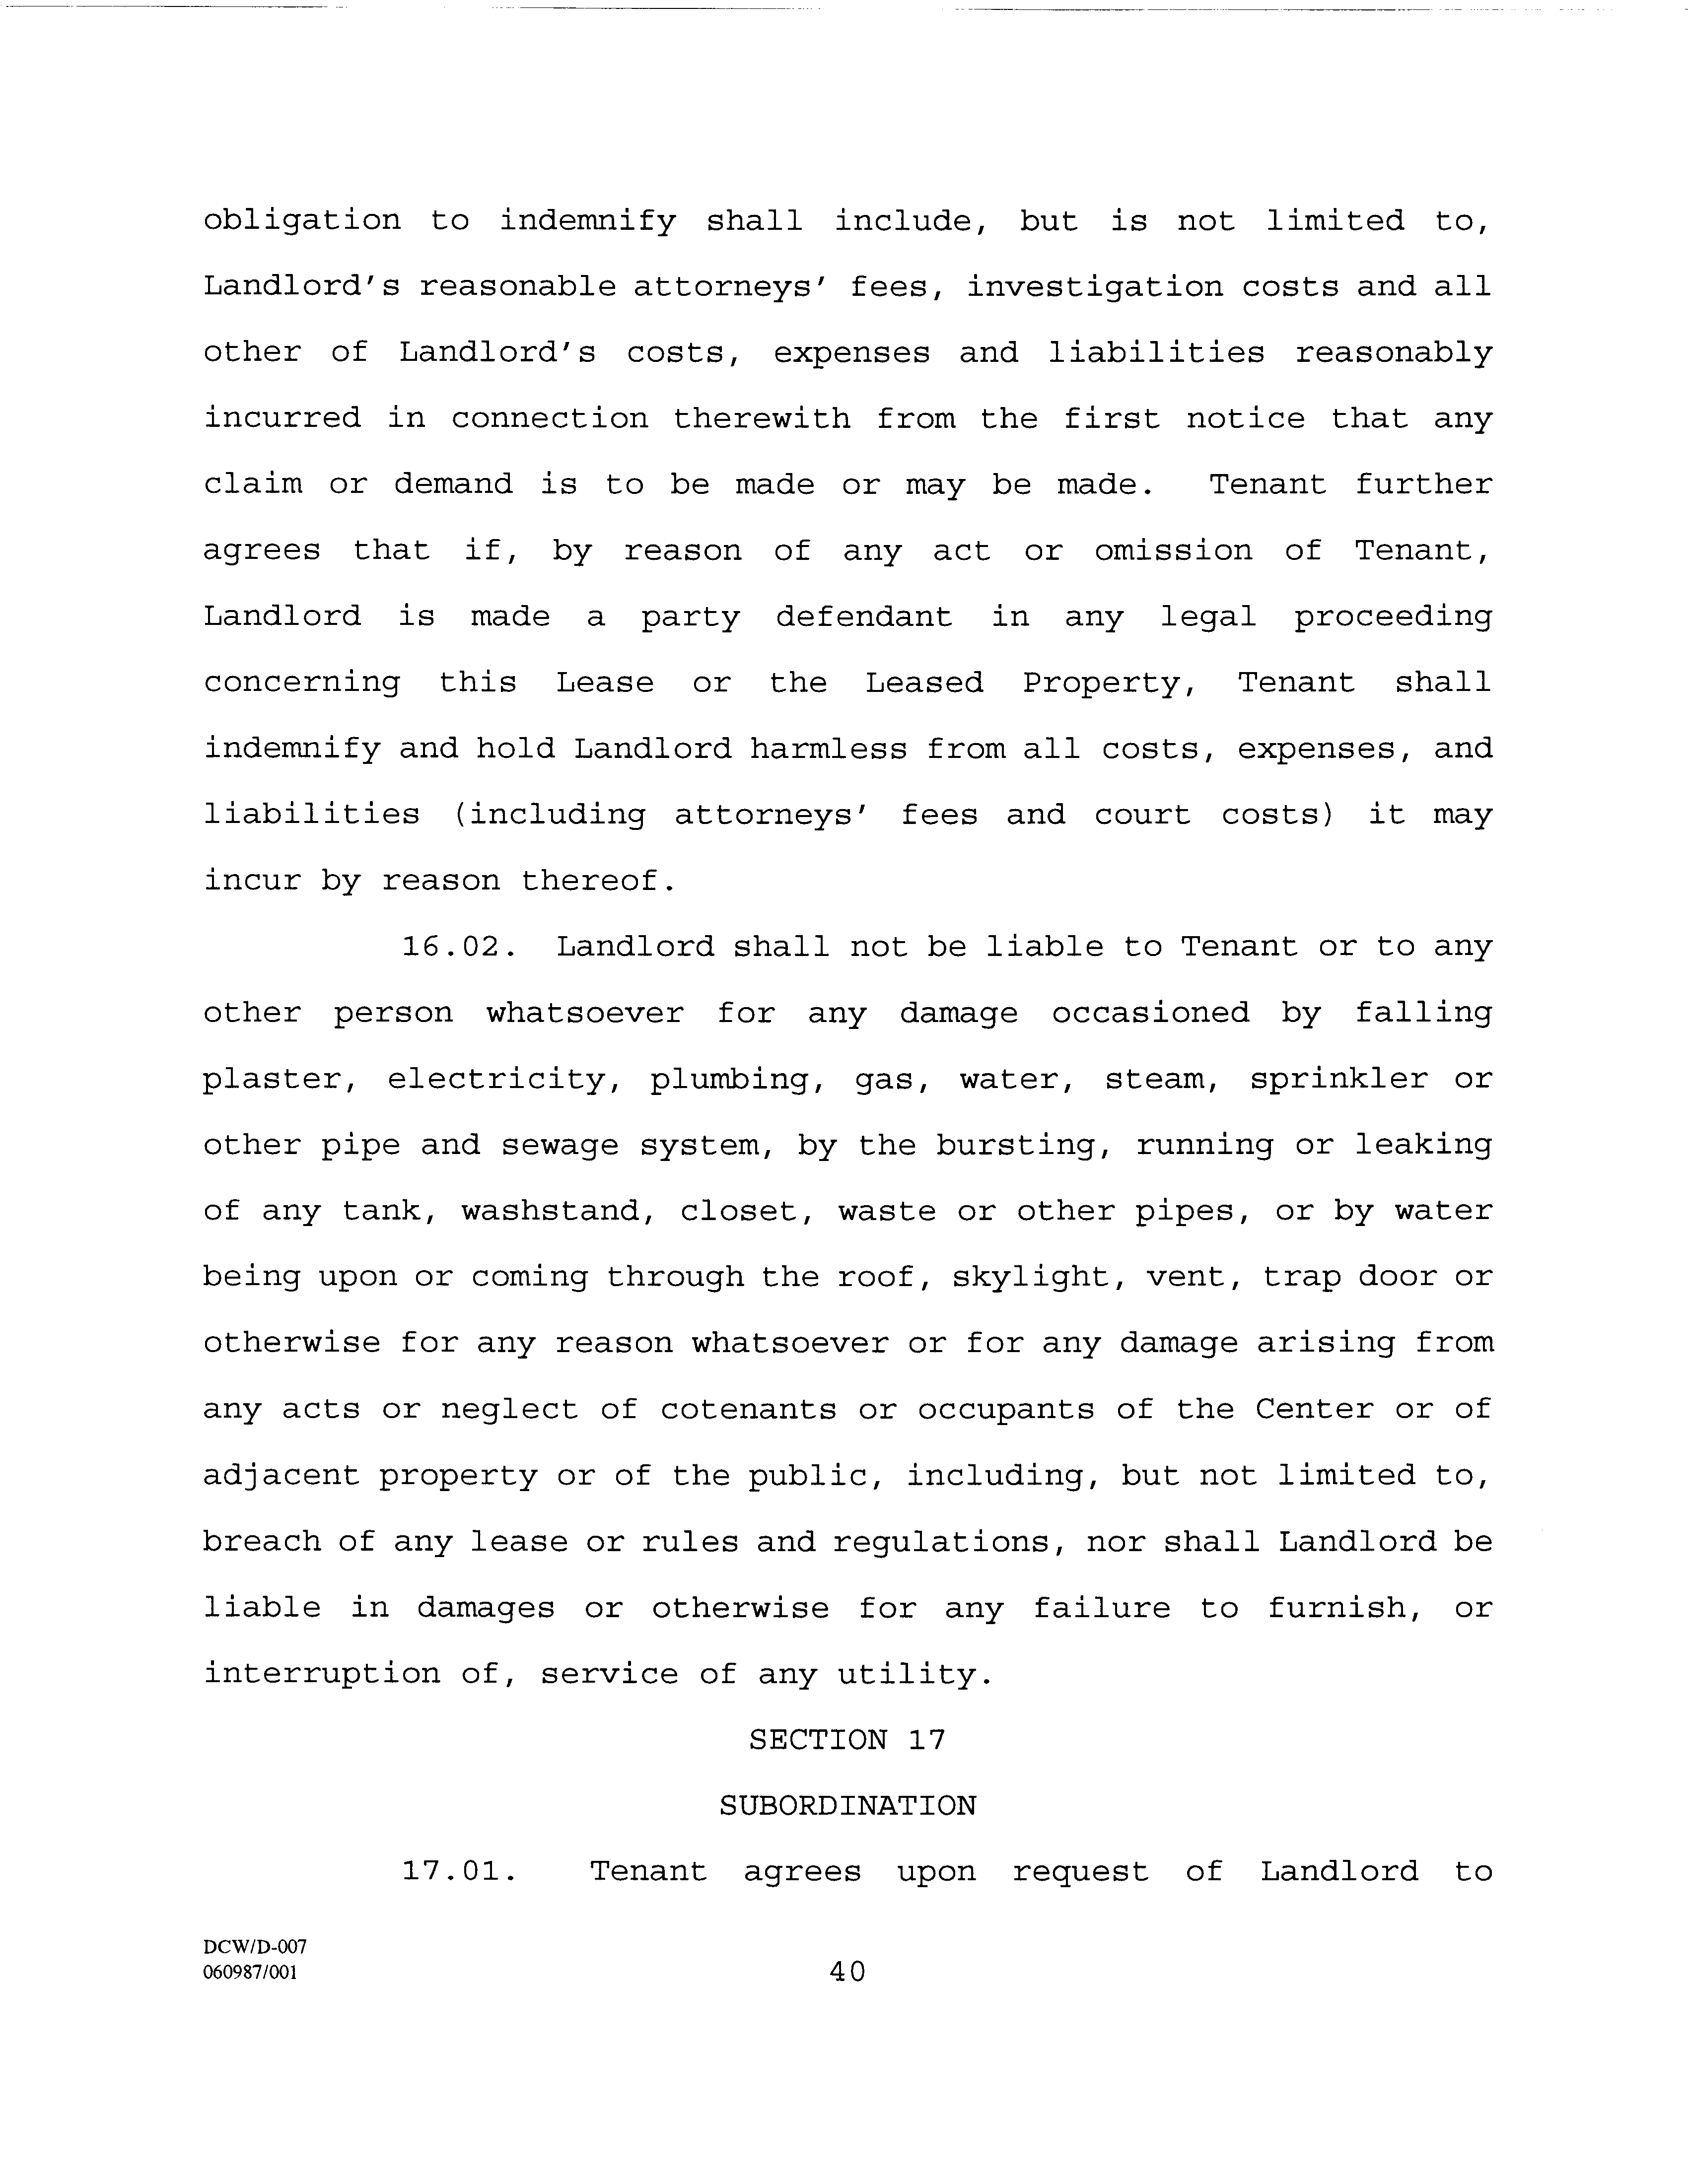 obligation to indemnify shall include, but is not limited to,
Landlord's reasonable attorneys' fees, investigation costs and all
other of Landlord's costs, expenses and liabilities reasonably
incurred in connection therewith from the first notice that any
claim or demand is to be made or may be made. Tenant further
agrees that if, by reason of any act or omission of Tenant,
Landlord is made a party defendant in any legal proceeding
concerning this Lease or the Leased Property, Tenant shall
indemnify and hold Landlord harmless from all costs, expenses, and
liabilities (including attorneys' fees and court costs) it may
incur by reason thereof.
16.02. Landlord shall not be liable to Tenant or to any
other person whatsoever for any damage occasioned by falling
plaster, electricity, plumbing, gas, water, steam, sprinkler or
other pipe and sewage system, by the bursting, running or leaking
of any tank, washstand, closet, waste or other pipes, or by water
being upon or coming through the roof, skylight, vent, trap door or
otherwise for any reason whatsoever or for any damage arising from
any acts or neglect of cotenants or occupants of the Center or of
adjacent property or of the public, including, but not limited to,
breach of any lease or rules and regulations, nor shall Landlord be
liable in damages or otherwise for any failure to furnish, or
interruption of, service of any utility.
SECTION 17
SUBORDINATION
17.01. Tenant agrees upon request of Landlord to
DCW/D-007
060987/001
40